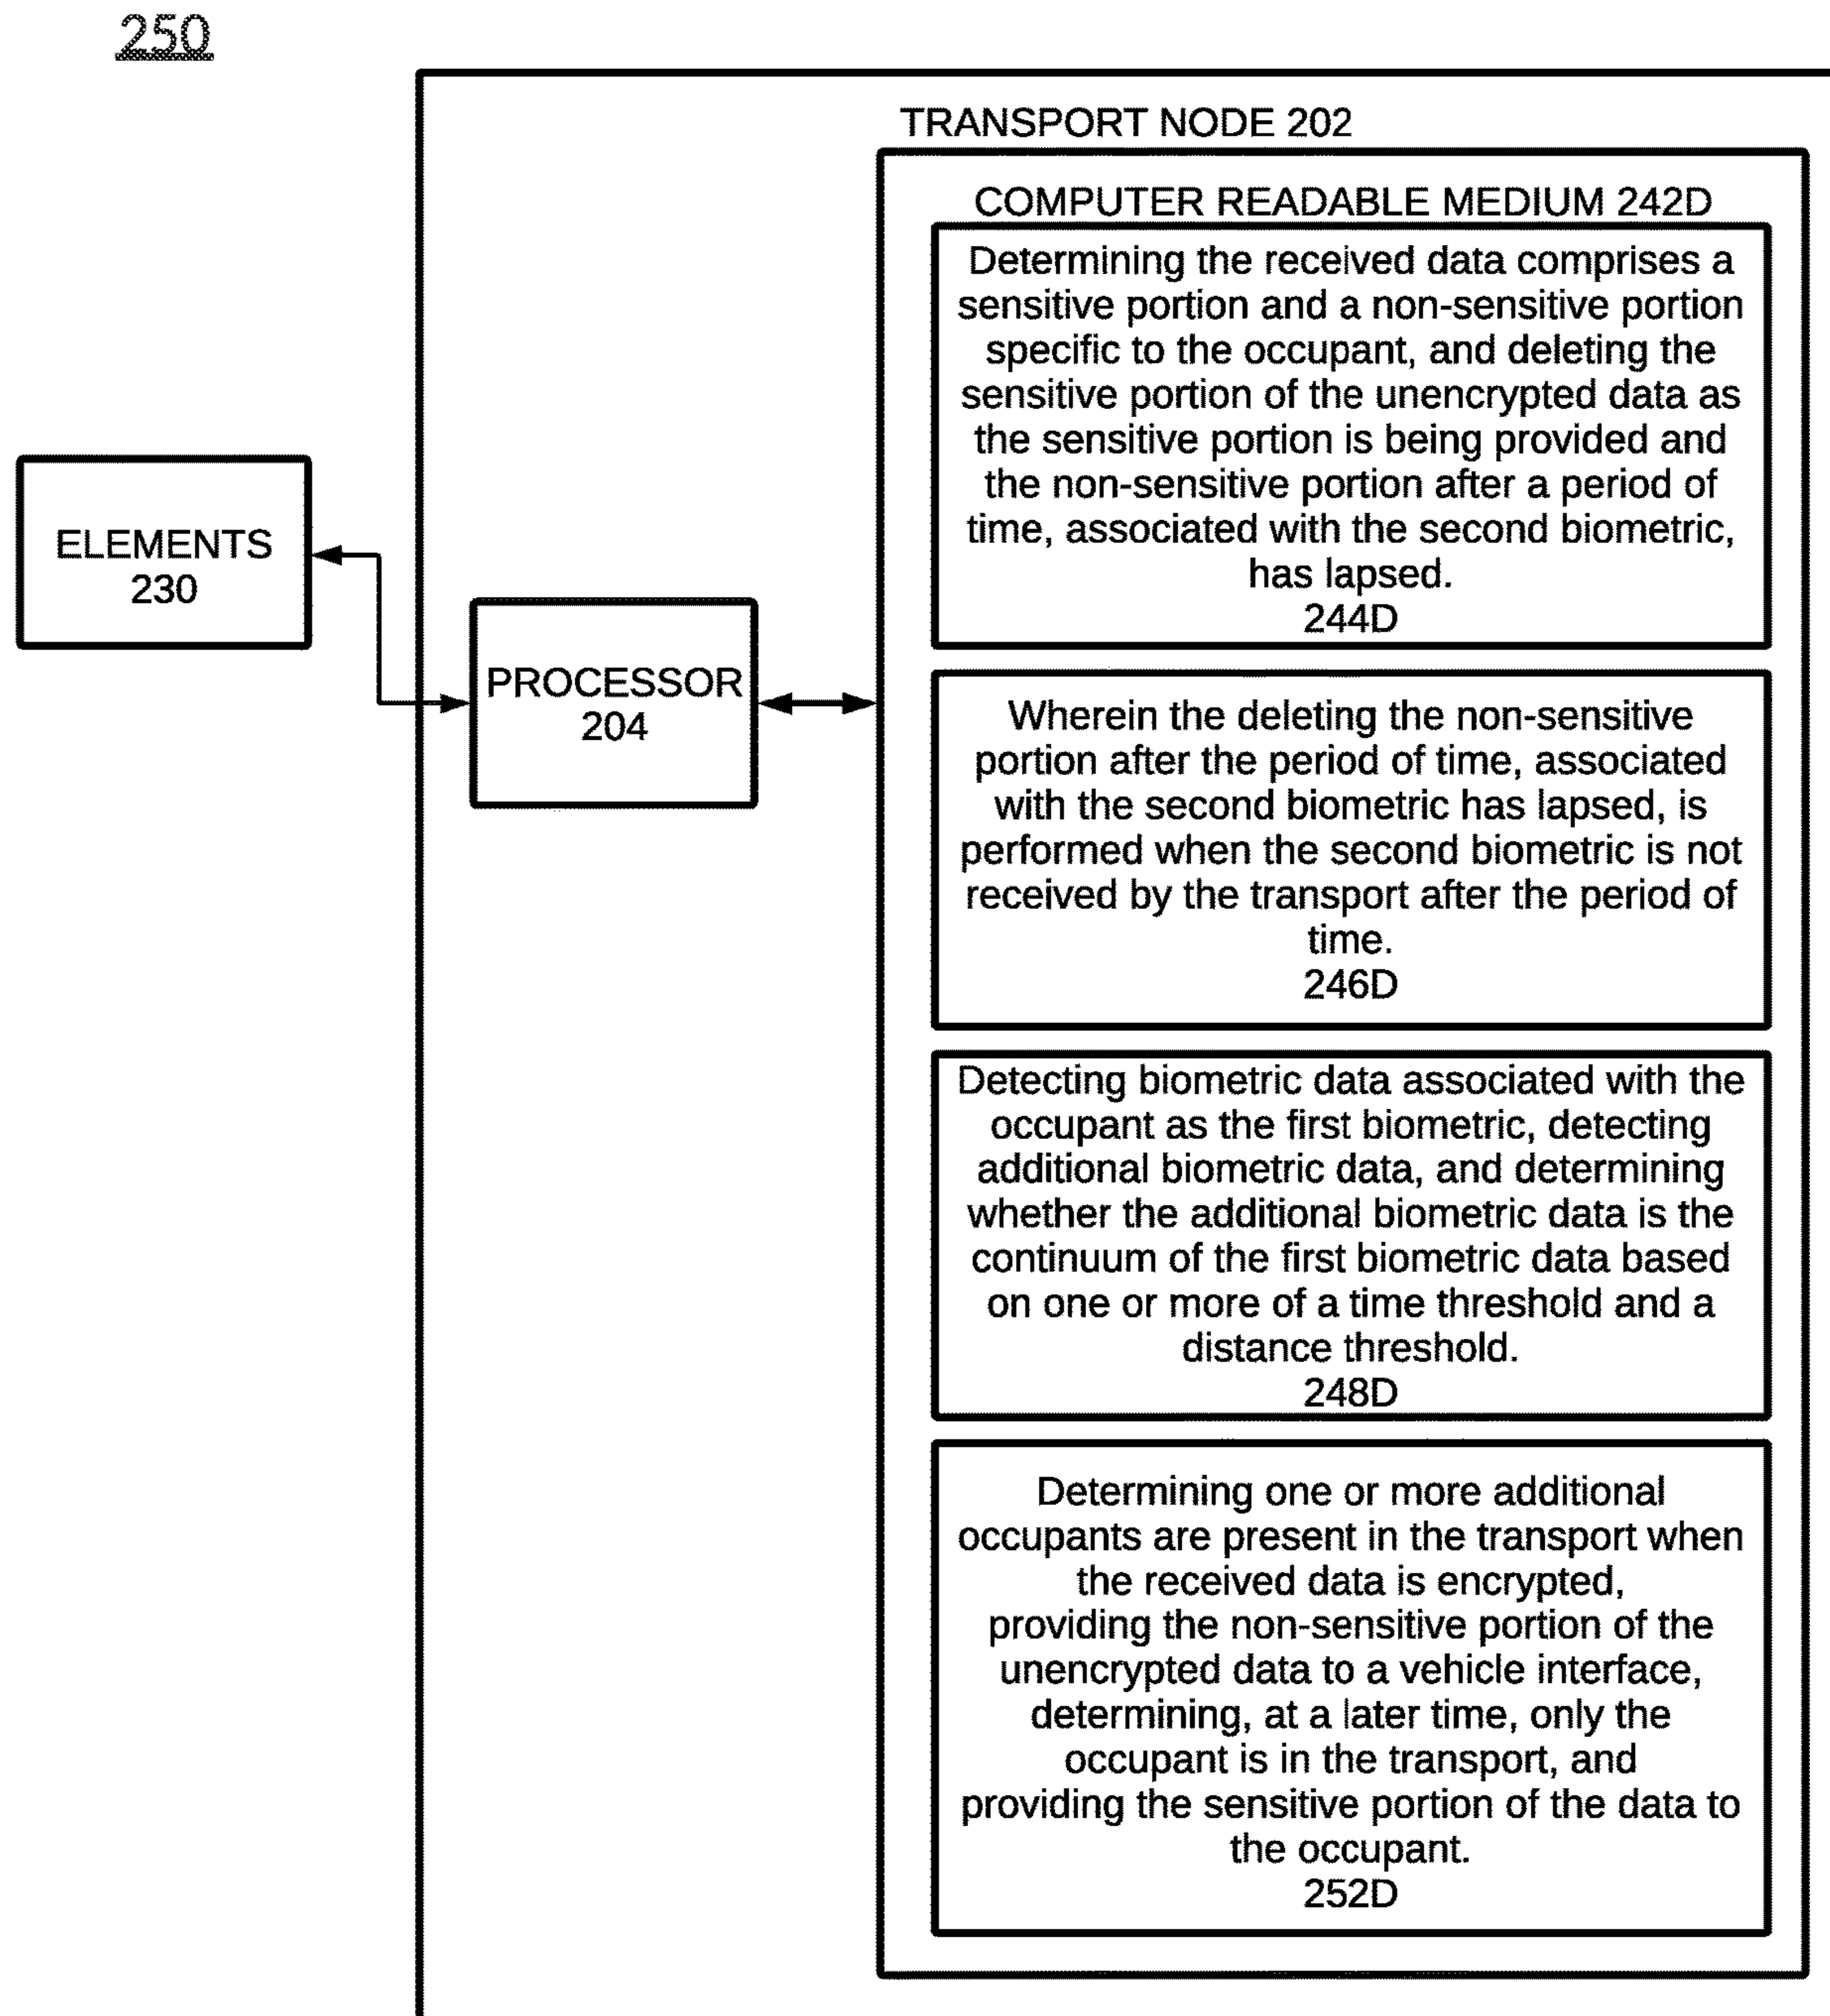 250
TRANSPORT NODE 202
COMPUTER READABLE MEDIUM 242D
Determining the received data comprises a
sensitive portion and a non-sensitive portion
specific to the occupant, and deleting the
sensitive portion of the unencrypted data as
the sensitive portion is being provided and
the non-sensitive portion after a period of
time, associated with the second biometric,
has lapsed.
244D
ELEMENTS
230
PROCESSOR
204
Wherein the deleting the non-sensitive
portion after the period of time, associated
with the second biometric has lapsed, is
performed when the second biometric is not
received by the transport after the period of
time.
246D
Detecting biometric data associated with the
occupant as the first biometric, detecting
additional biometric data, and determining
whether the additional biometric data is the
continuum of the first biometric data based
on one or more of a time threshold and a
distance threshold.
248D
Determining one or more additional
occupants are present in the transport when
the received data is encrypted,
providing the non-sensitive portion of the
unencrypted data to a vehicle interface,
determining, at a later time, only the
occupant is in the transport, and
providing the sensitive portion of the data to
the occupant.
252D